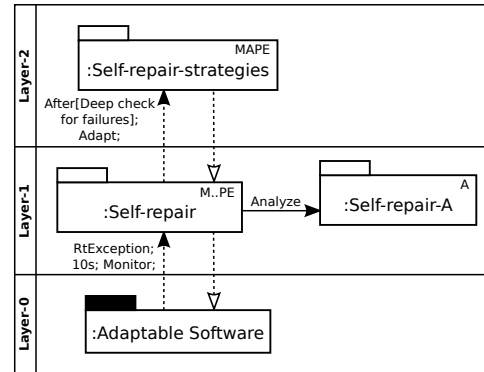 Layer-2
MAPE
:Self-repair-strategies
After[Deep check
for failures];
Adapt;
Layer-1
M..PE
:Self-repair
Analyze
A
:Self-repair-A
RtException;
10s; Monitor;
Layer-0
:Adaptable Software